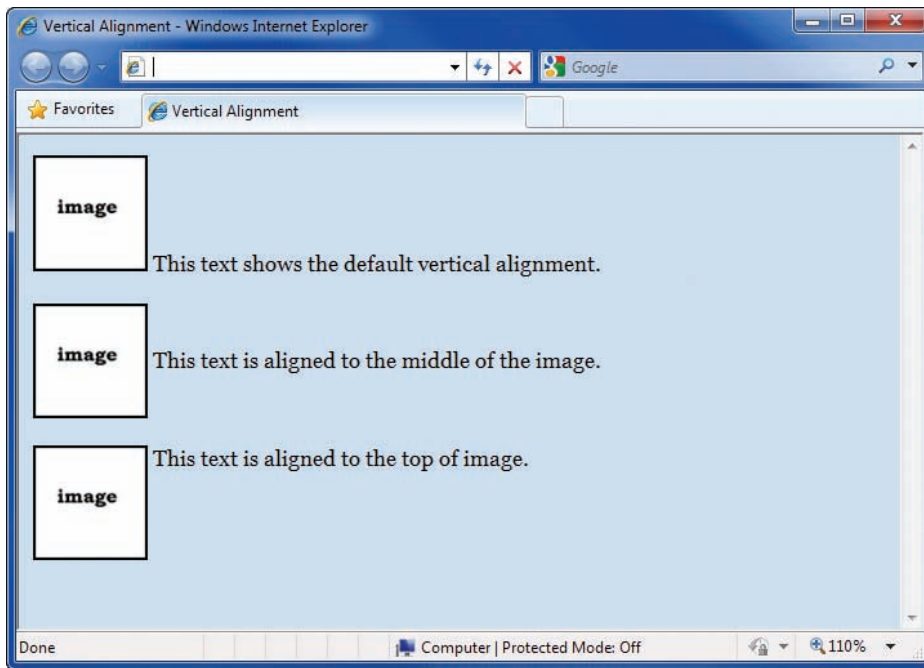 Vertical Alignment - Windows Internet Explorer
Google
Favorites
Vertical Alignment
image
This text shows the default vertical alignment.
image
This text is aligned to the middle of the image.
This text is aligned to the top of image.
image
Done
Computer | Protected Mode: Off
110%